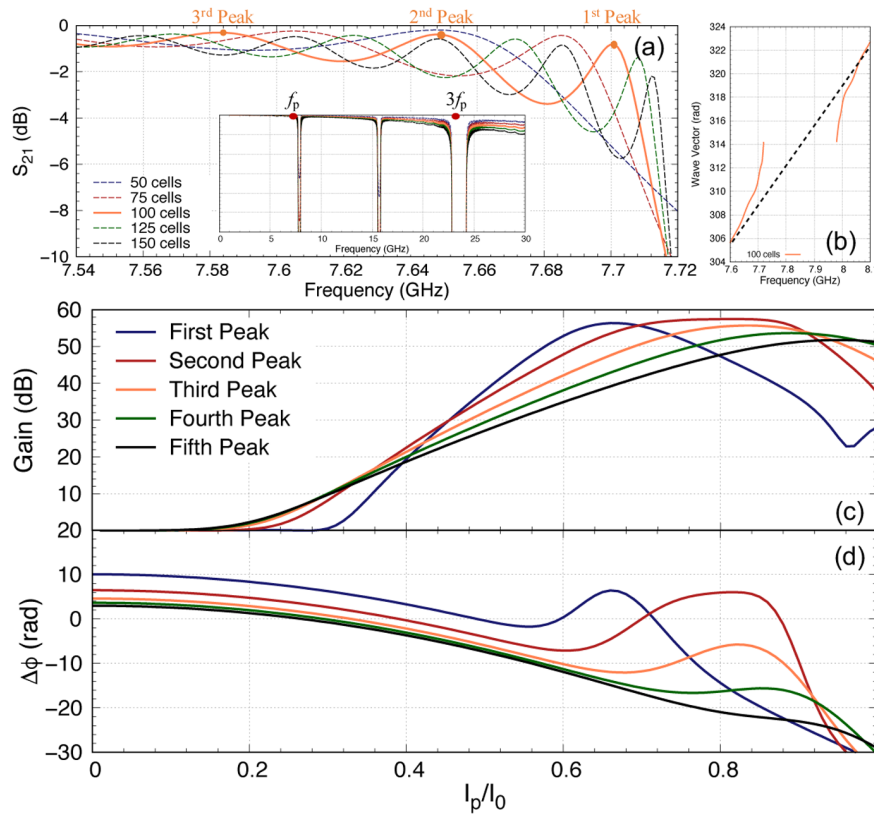 3rd Peak 2nd Peak 1st Peak
0
-2
-4
-6
-8
-10
S21 (dB)
(a)
fp 3fp
50 cells
75 cells
100 cells
125 cells
150 cells
0 5 10 15 20 25 30
Frequency (GHz)
7.54 7.56 7.58 7.6 7.62 7.64 7.66 7.68 7.7 7.72
Frequency (GHz)
324
322
320
318
316
314
312
310
308
306
304
Wave Vector (rad)
(b)
100 cells
7.6 7.7 7.8 7.9 8 8.
Frequency (GHz)
60
50
40
30
20
10
Gain (dB)
First Peak
Second Peak
Third Peak
Fourth Peak
Fifth Peak
(c)
20
10
0
-10
-20
-30
Δϕ (rad)
(d)
0 0.2 0.4 0.6 0.8
Ip/I0